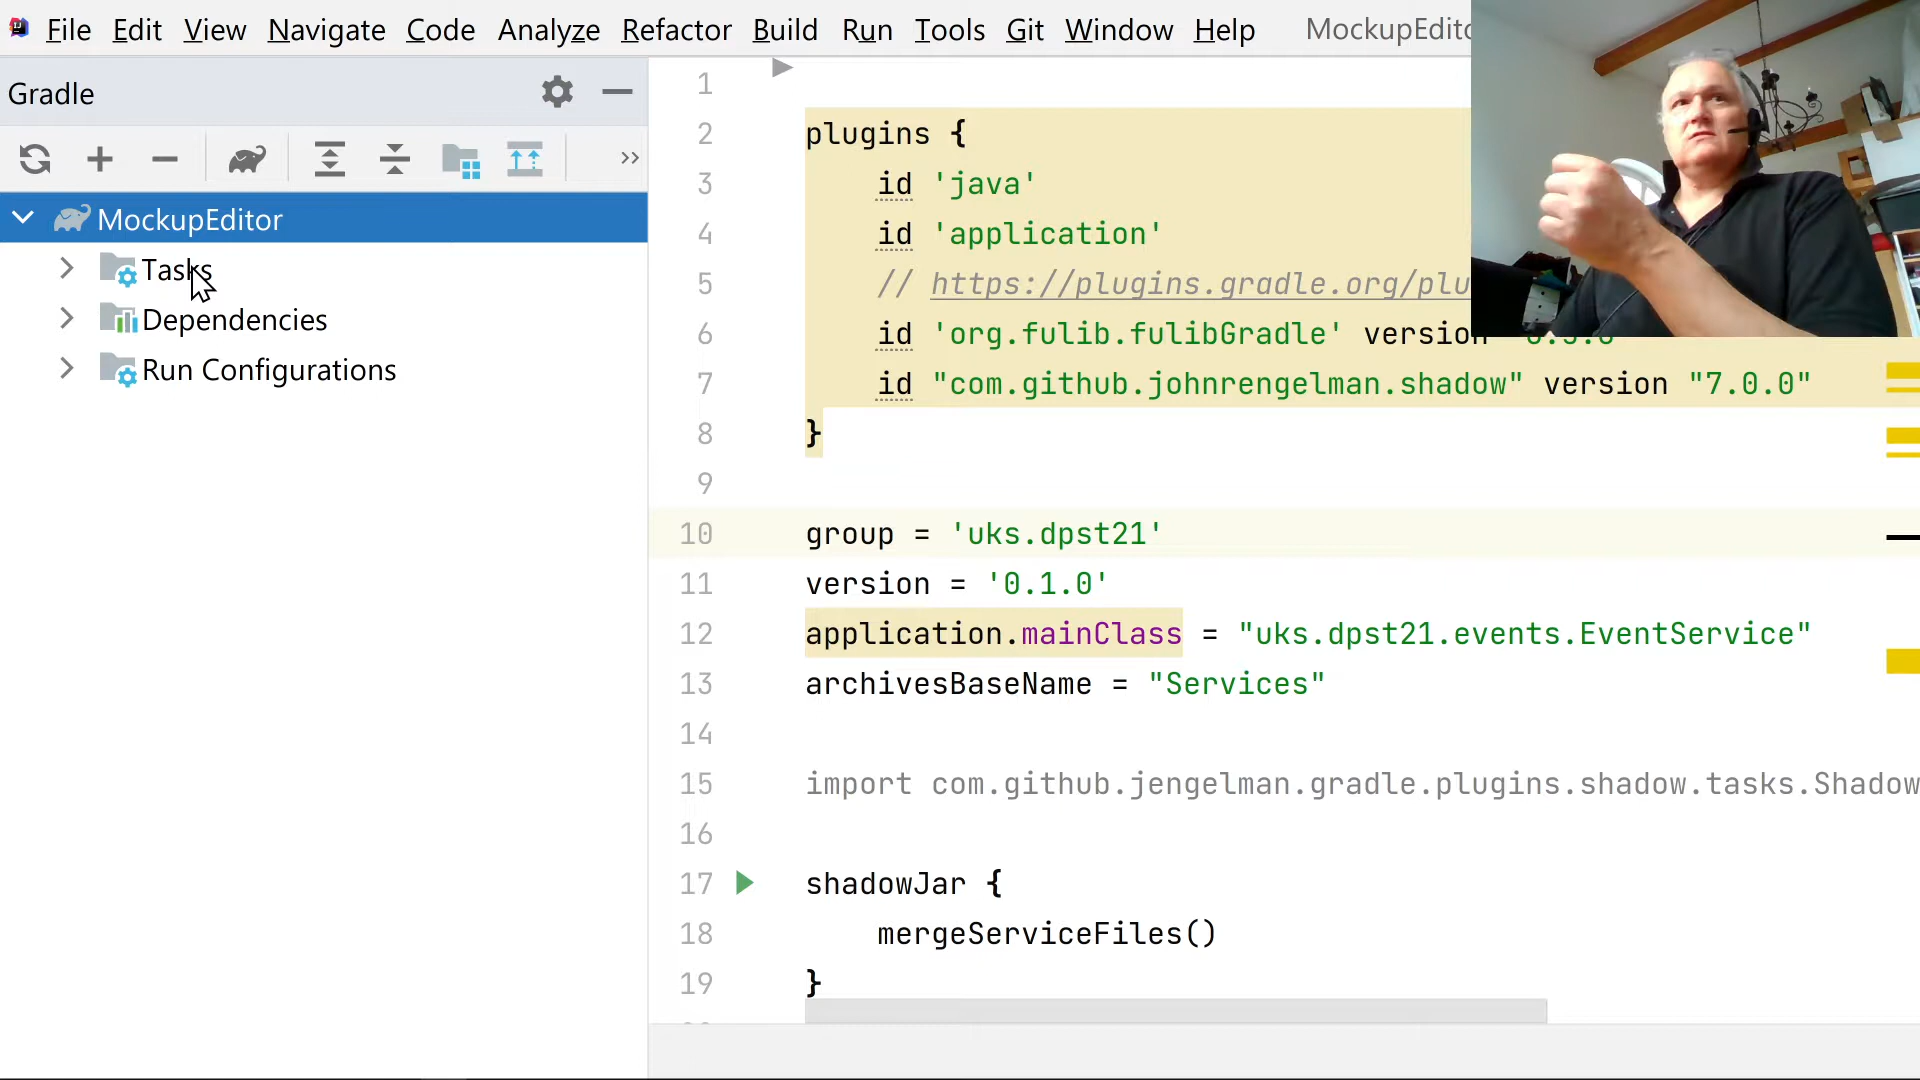 File Edit View Navigate Code Analyze Refactor Build Run Tools Git Window Help
Gradle
MockupEditor
Tasks
Dependencies
Run Configurations
1
2 plugins {
3 id 'java'
4 id 'application'
5 // https://plugins.gradle.org/plu
6 id 'org.fulib.fulibGradle' version
7 id "com.github.johnrengelman.shadow" version "7.0.0"
8 }
9
10 group = 'uks.dpst21'
11 version = '0.1.0'
12 application.mainClass = "uks.dpst21.events.EventService"
13 archivesBaseName = "Services"
14
15 import com.github.jengelman.gradle.plugins.shadow.tasks.Shadow
16
17 shadowJar {
18 mergeServiceFiles()
19 }